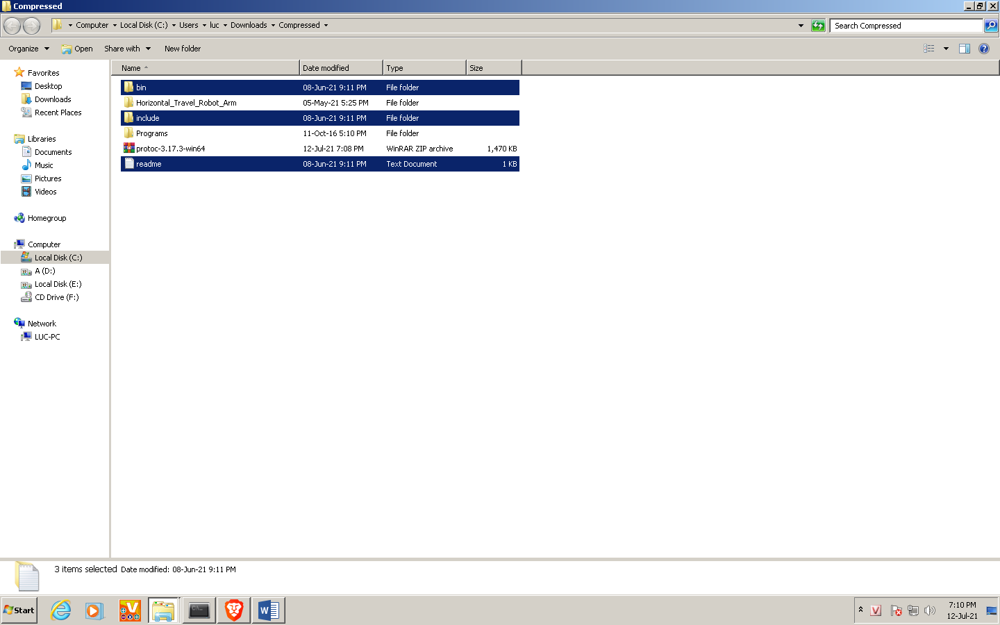 Compressed
Computer Local Disk (C:) Users luc Downloads Compressed
Search Compressed
Organize Open Share with New folder
Name Date modified Type Size
bin 08-Jun-21 9:11 PM File folder
Horizontal_Travel_Robot_Arm 05-May-21 5:25 PM File folder
include 08-Jun-21 9:11 PM File folder
Programs 11-Oct-16 5:10 PM File folder
protoc-3.17.3-win64 12-Jul-21 7:08 PM WinRAR ZIP archive 1,470 KB
readme 08-Jun-21 9:11 PM Text Document 1 KB
Favorites
Desktop
Downloads
Recent Places
Libraries
Documents
Music
Pictures
Videos
Homegroup
Computer
Local Disk (C:)
A (D:)
Local Disk (E:)
CD Drive (F:)
Network
LUC-PC
3 items selected Date modified: 08-Jun-21 9:11 PM
Start
7:10 PM
12-Jul-21